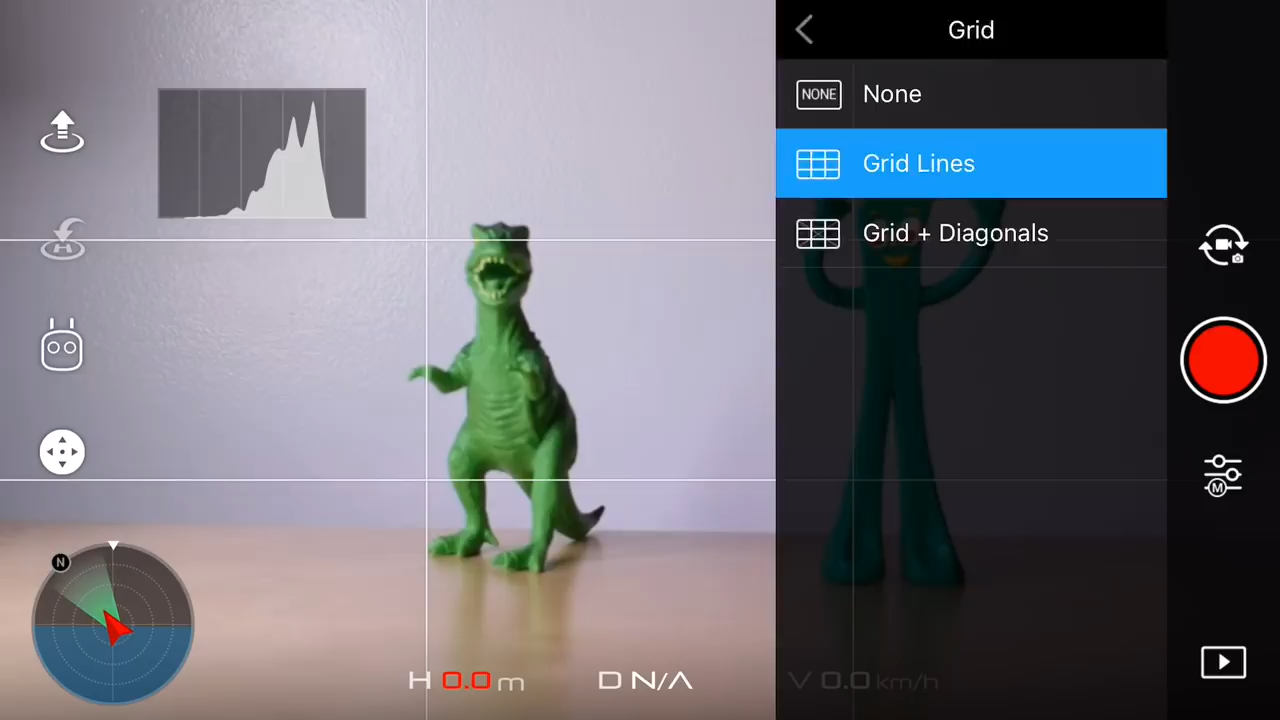 Grid
NONE None
Grid Lines
Grid + Diagonals
M
N
H 0.0 m D N/A V 0.0 km/h